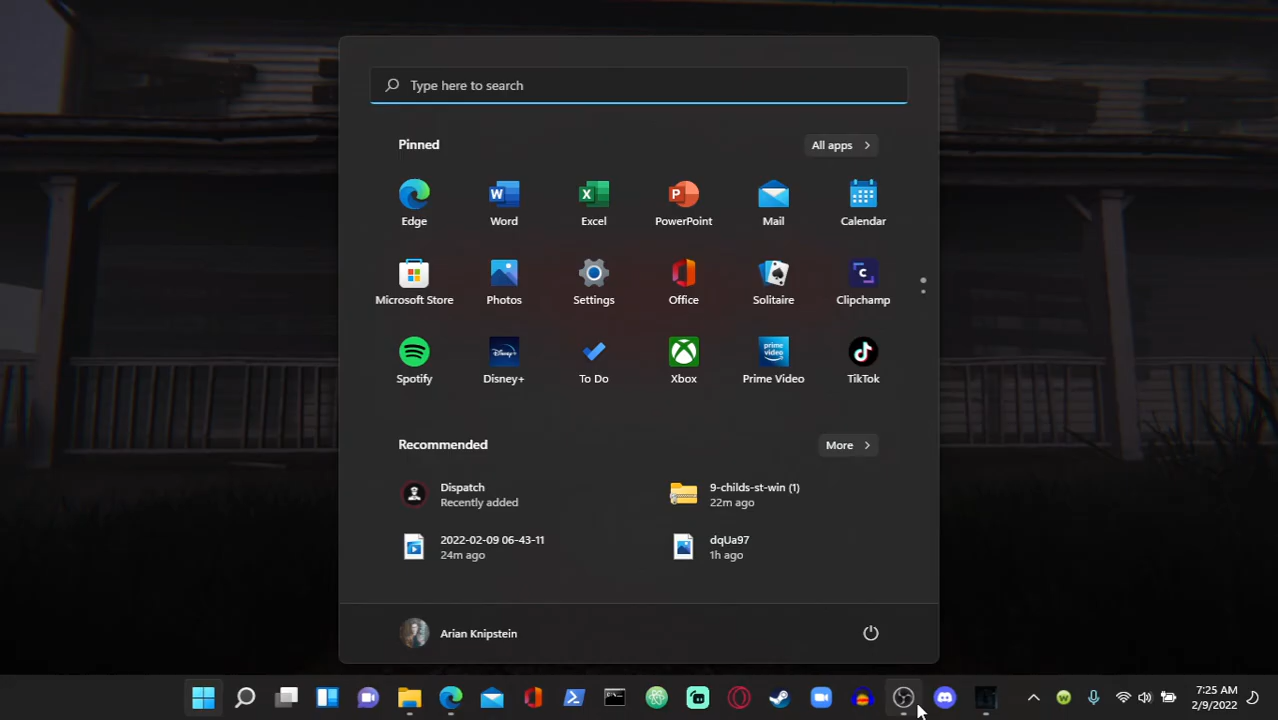 Type here to search
Pinned
All apps
Edge
Word
Excel
PowerPoint
Mail
Calendar
Microsoft Store
Photos
Settings
Office
Solitaire
Clipchamp
Spotify
Disney+
To Do
Xbox
prime video
Prime Video
TikTok
Recommended
More
Dispatch
Recently added
9-childs-st-win (1)
22m ago
2022-02-09 06-43-11
24m ago
dqUa97
1h ago
Arian Knipstein
7:25 AM
2/9/2022